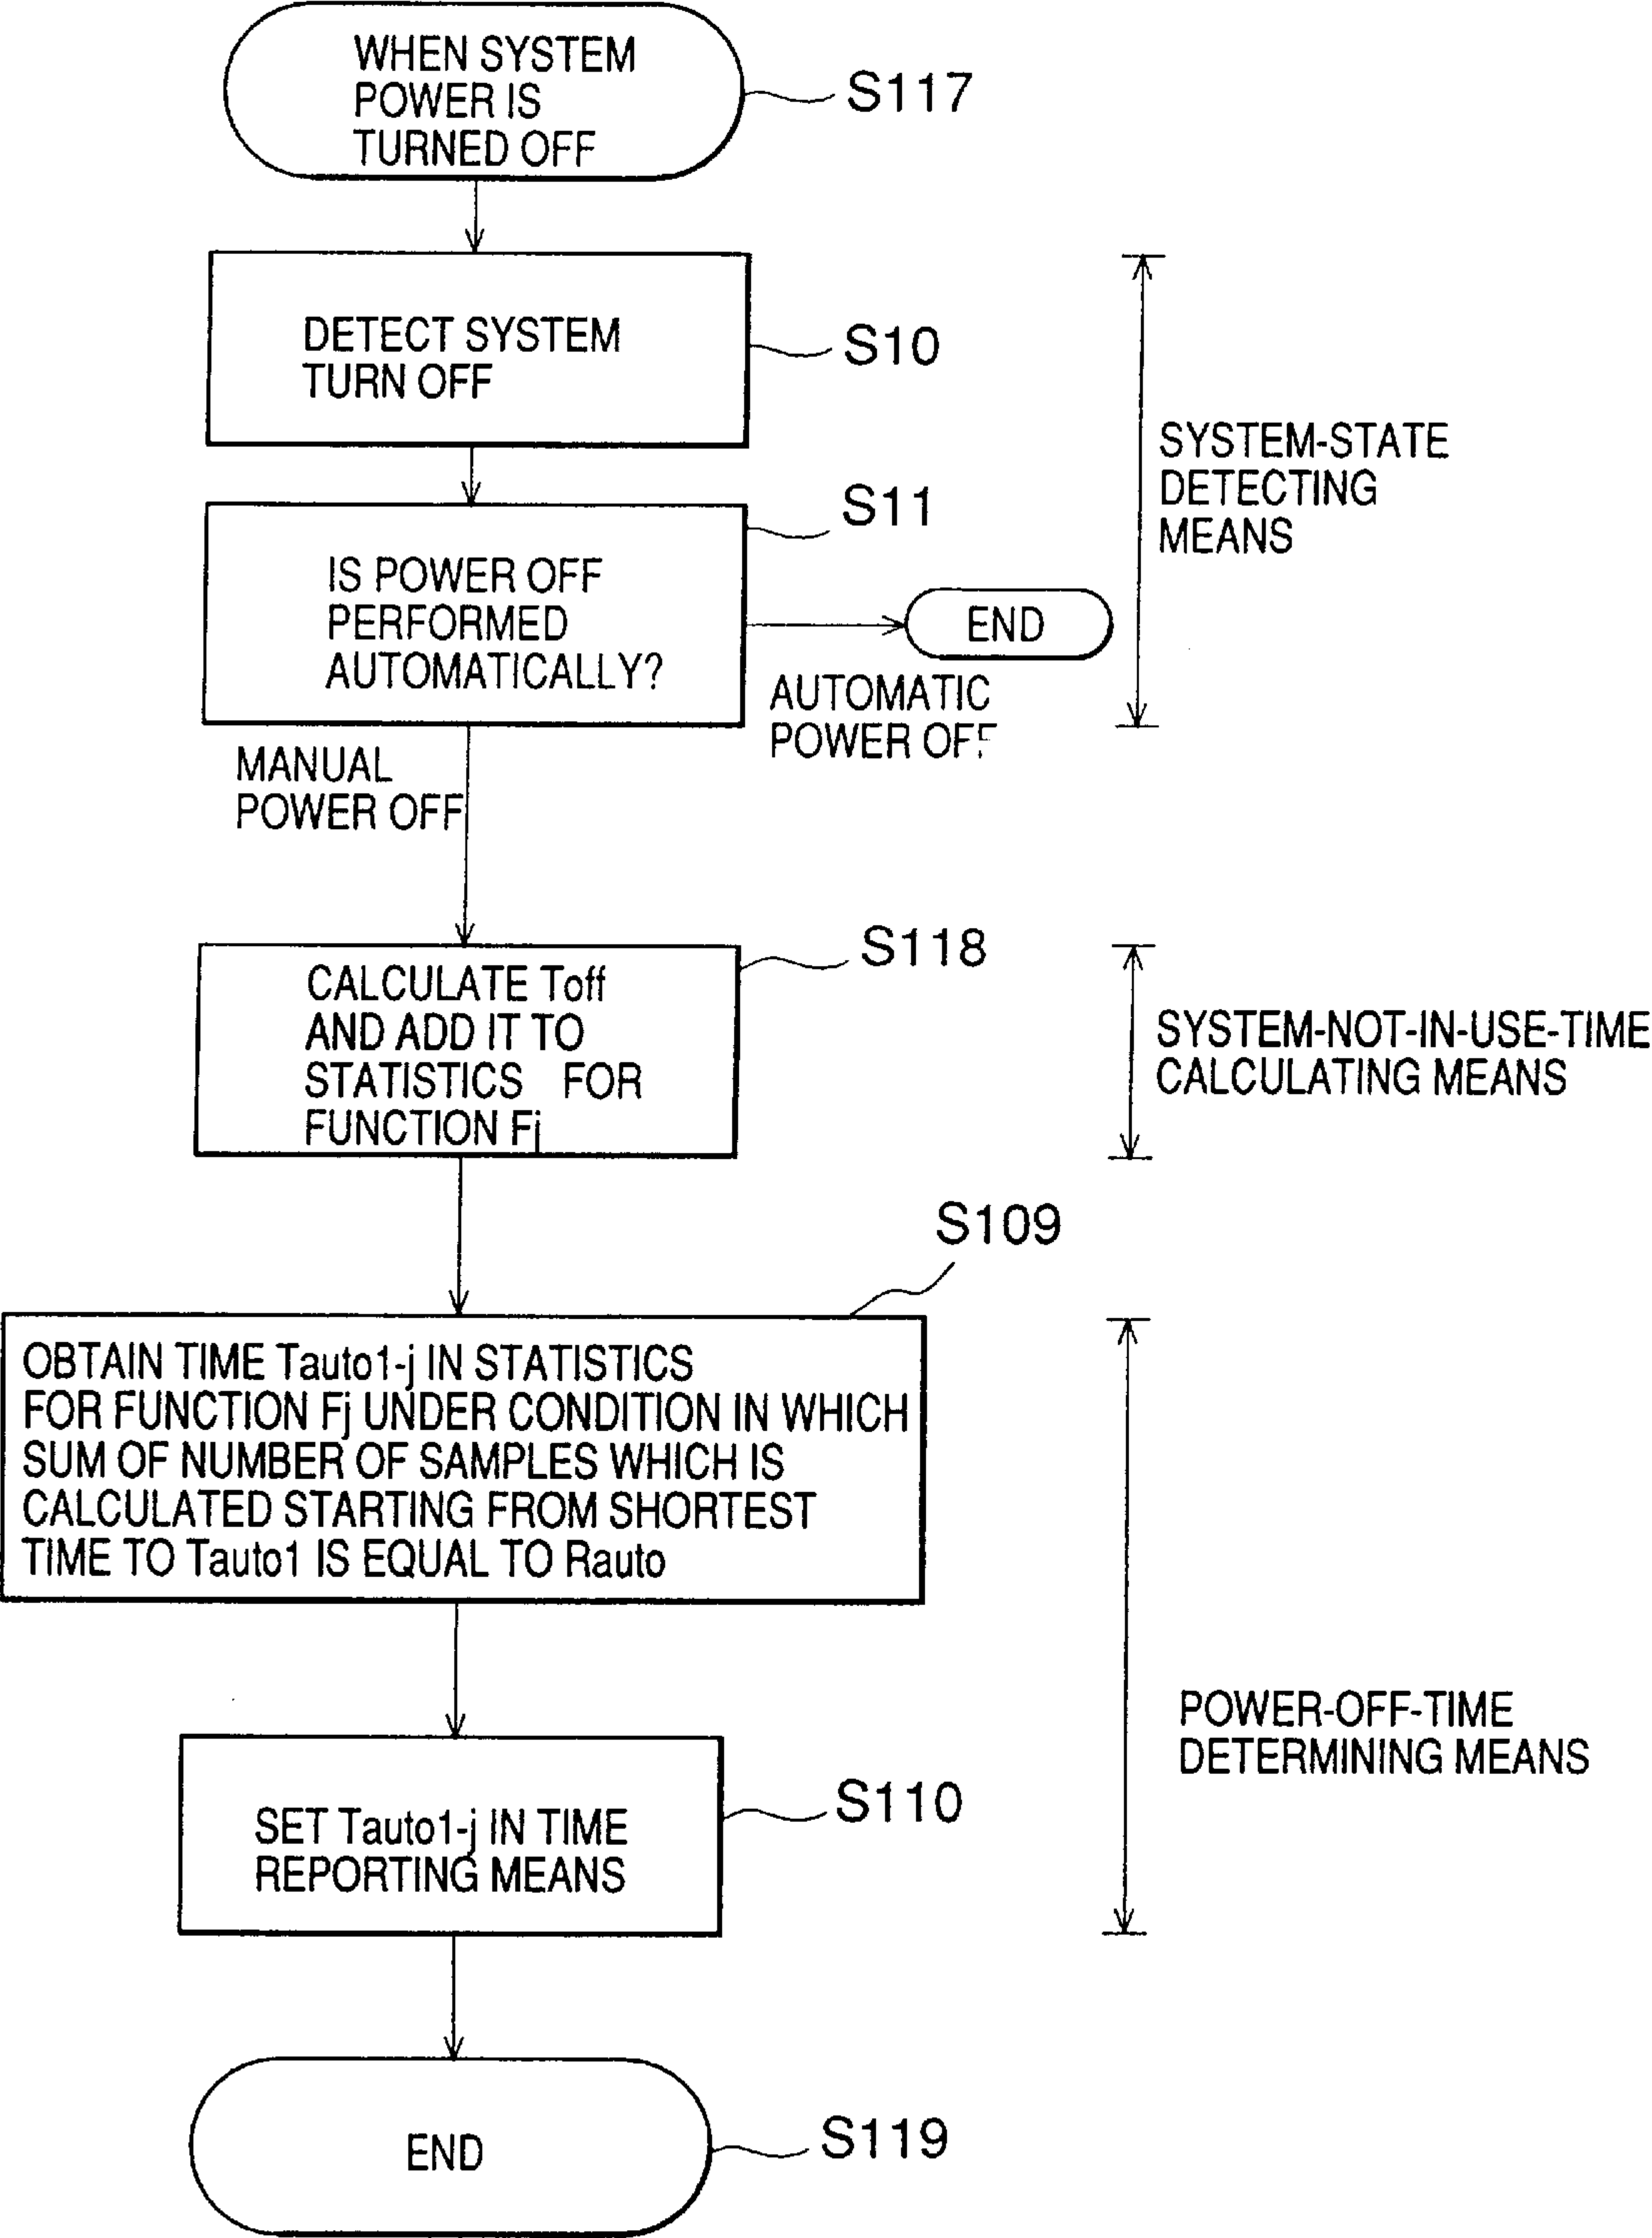 WHEN SYSTEM
POWER IS
TURNED OFF
S117
DETECT SYSTEM
TURN OFF
S10
SYSTEM-STATE
DETECTING
MEANS
S11
IS POWER OFF
PERFORMED
AUTOMATICALLY?
END
AUTOMATIC
POWER OFF
MANUAL
POWER OFF
S118
CALCULATE Toff
AND ADD IT TO
STATISTICS FOR
FUNCTION Fj
SYSTEM-NOT-IN-USE-TIME
CALCULATING MEANS
S109
OBTAIN TIME Tauto1-j IN STATISTICS
FOR FUNCTION Fj UNDER CONDITION IN WHICH
SUM OF NUMBER OF SAMPLES WHICH IS
CALCULATED STARTING FROM SHORTEST
TIME TO Tauto1 IS EQUAL TO Rauto
POWER-OFF-TIME
DETERMINING MEANS
S110
SET Tauto1-j IN TIME
REPORTING MEANS
END
S119